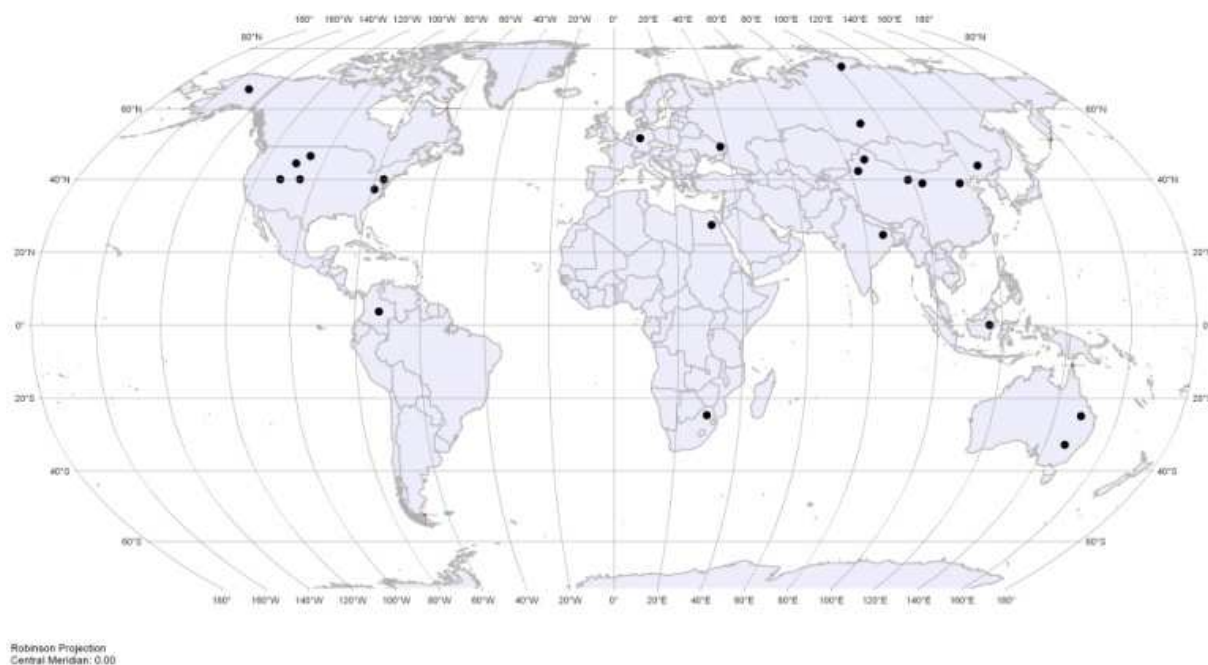 180° 160°W 140°W 120°W 100°W 80°W 60°W 40°W 20°W 0° 20°E 40°E 60°E 80°E 100°E 120°E 140°E 160°E 180°
80°N 80°N
60°N 60°N
40°N 40°N
20°N 20°N
0° 0°
20°S 20°S
40°S 40°S
60°S 60°S
180° 160°W 140°W 120°W 100°W 80°W 60°W 40°W 20°W 0° 20°E 40°E 60°E 80°E 100°E 120°E 140°E 160°E 180°
Robinson Projection
Central Meridian: 0.00